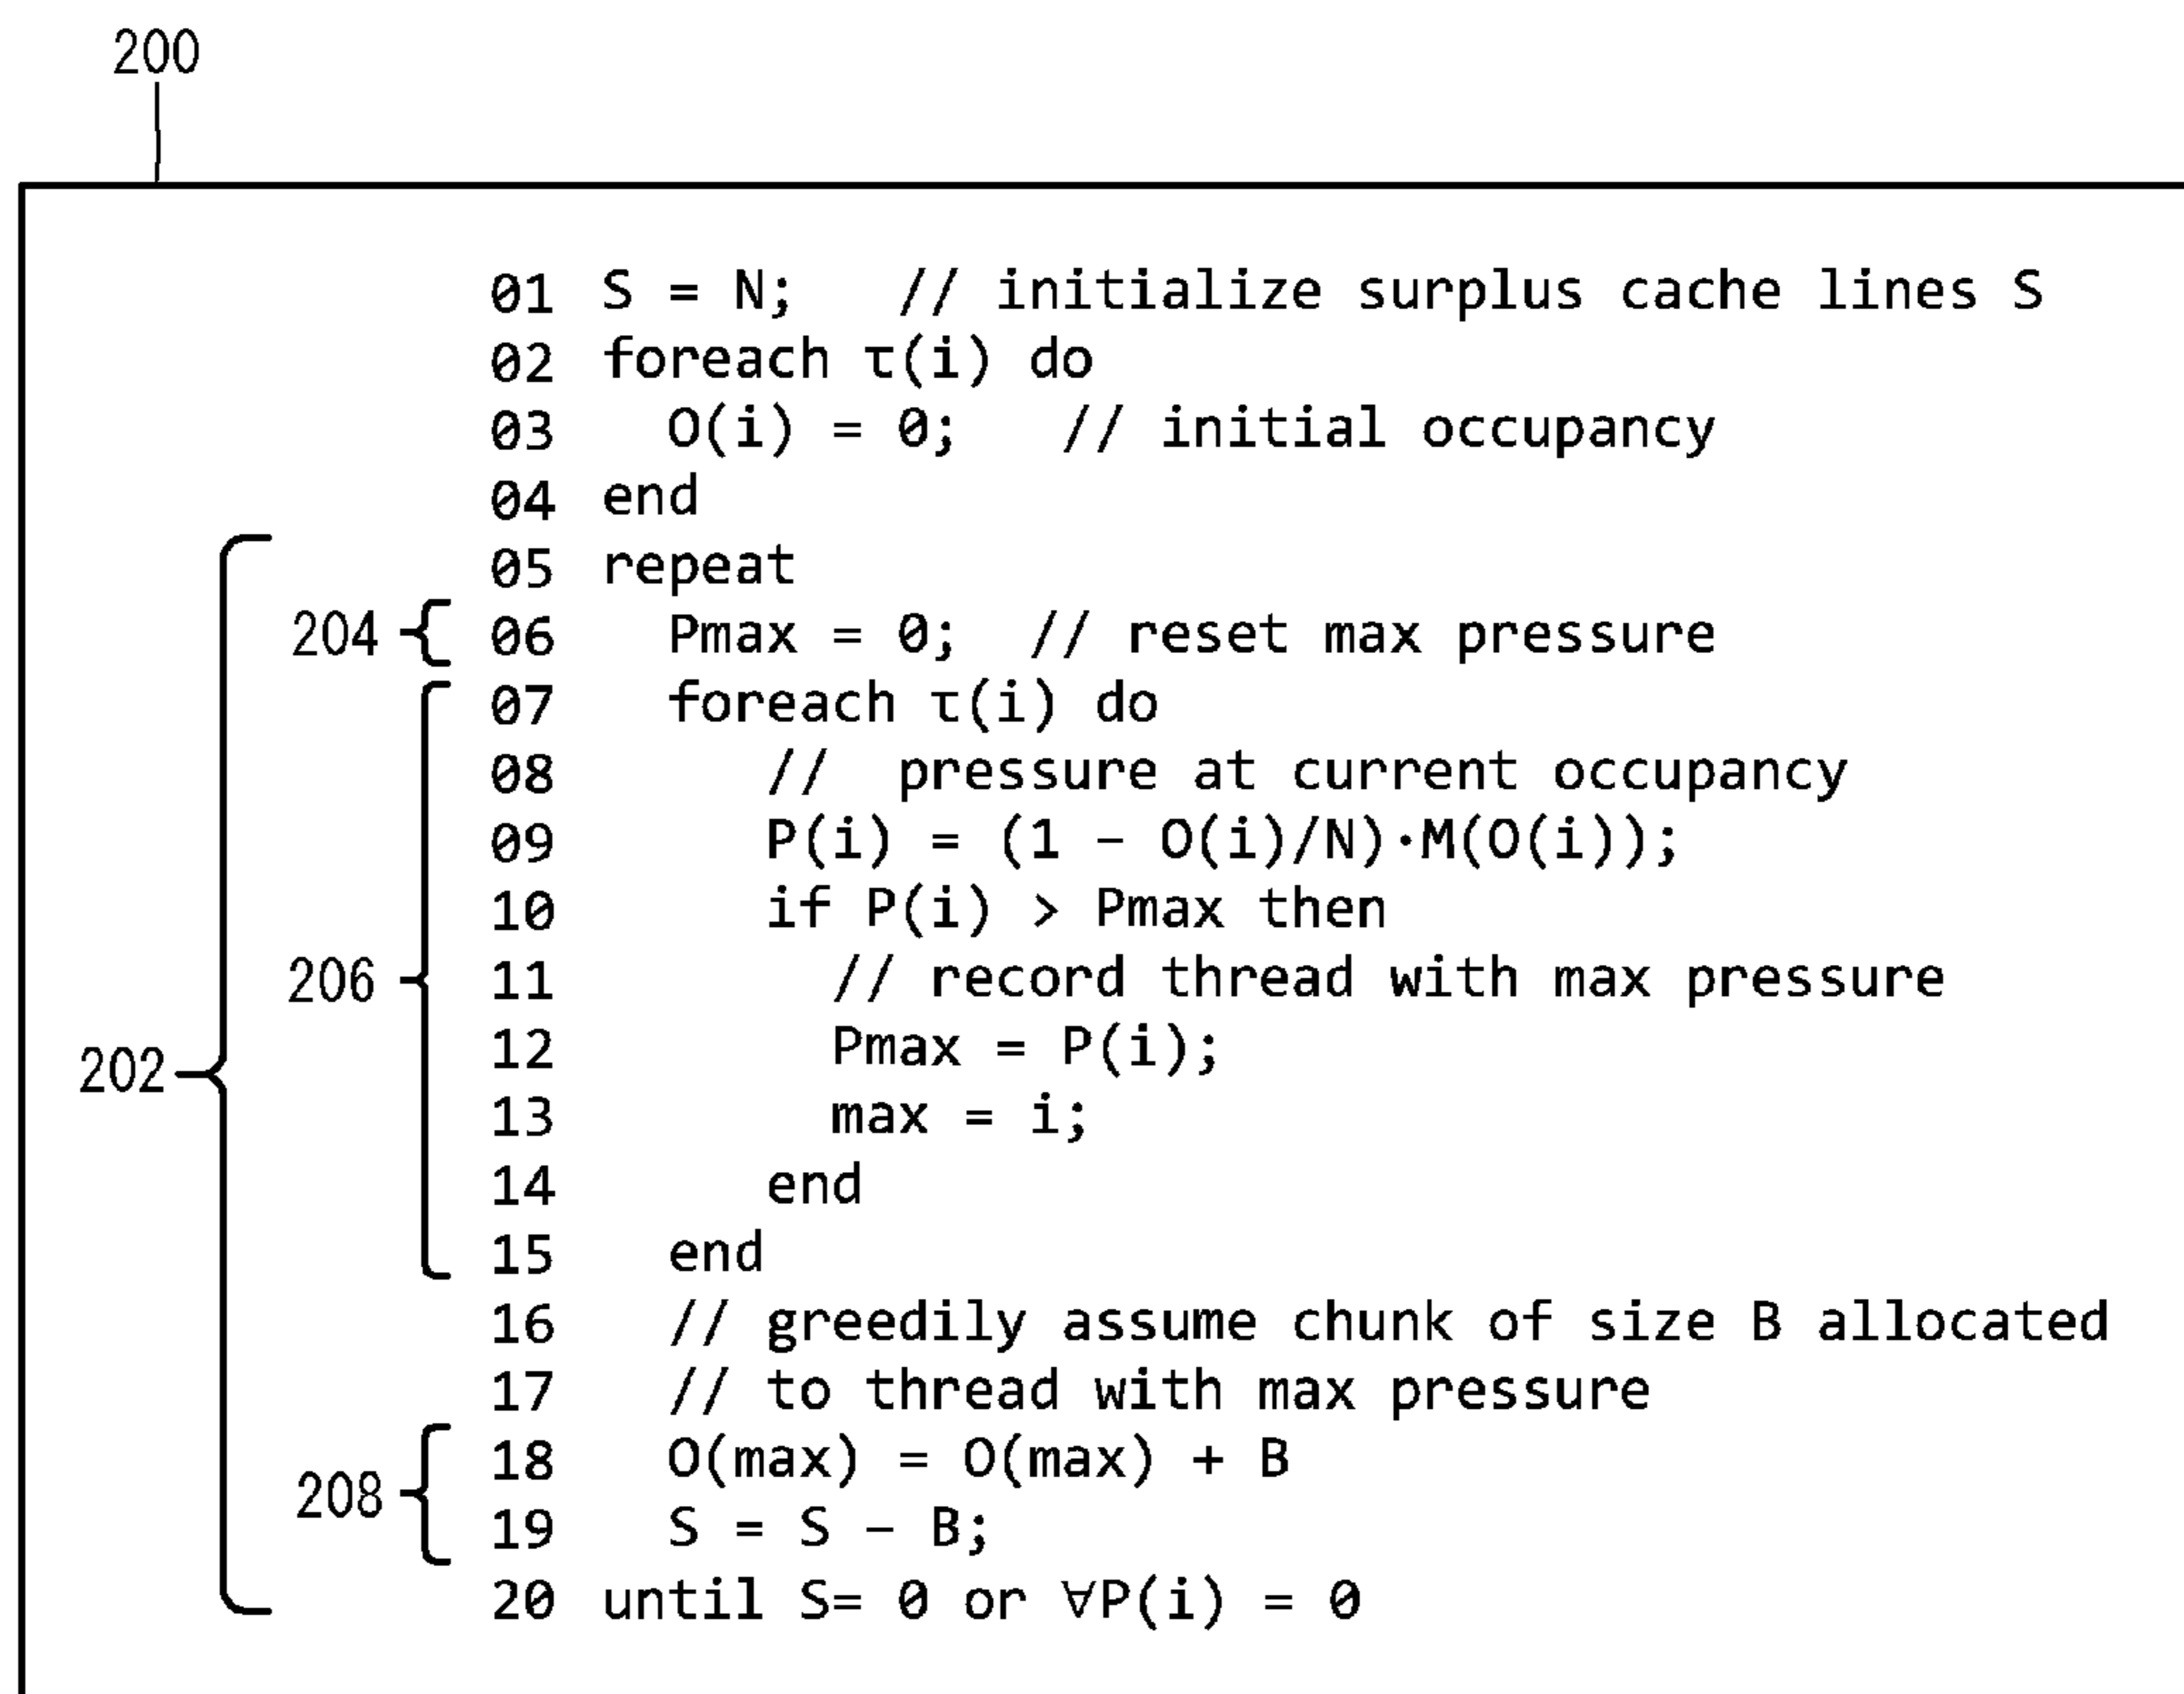 200
01 S = N;   // initialize surplus cache lines S
02 foreach τ(i) do
03   O(i) = 0;   // initial occupancy
04 end
05 repeat
204 06   Pmax = 0;  // reset max pressure
07   foreach τ(i) do
08      //  pressure at current occupancy
09      P(i) = (1 − O(i)/N)·M(O(i));
10      if P(i) > Pmax then
206 11        // record thread with max pressure
202 12        Pmax = P(i);
13        max = i;
14      end
15   end
16   // greedily assume chunk of size B allocated
17   // to thread with max pressure
18   O(max) = O(max) + B
208 19   S = S − B;
20 until S= 0 or ∀P(i) = 0